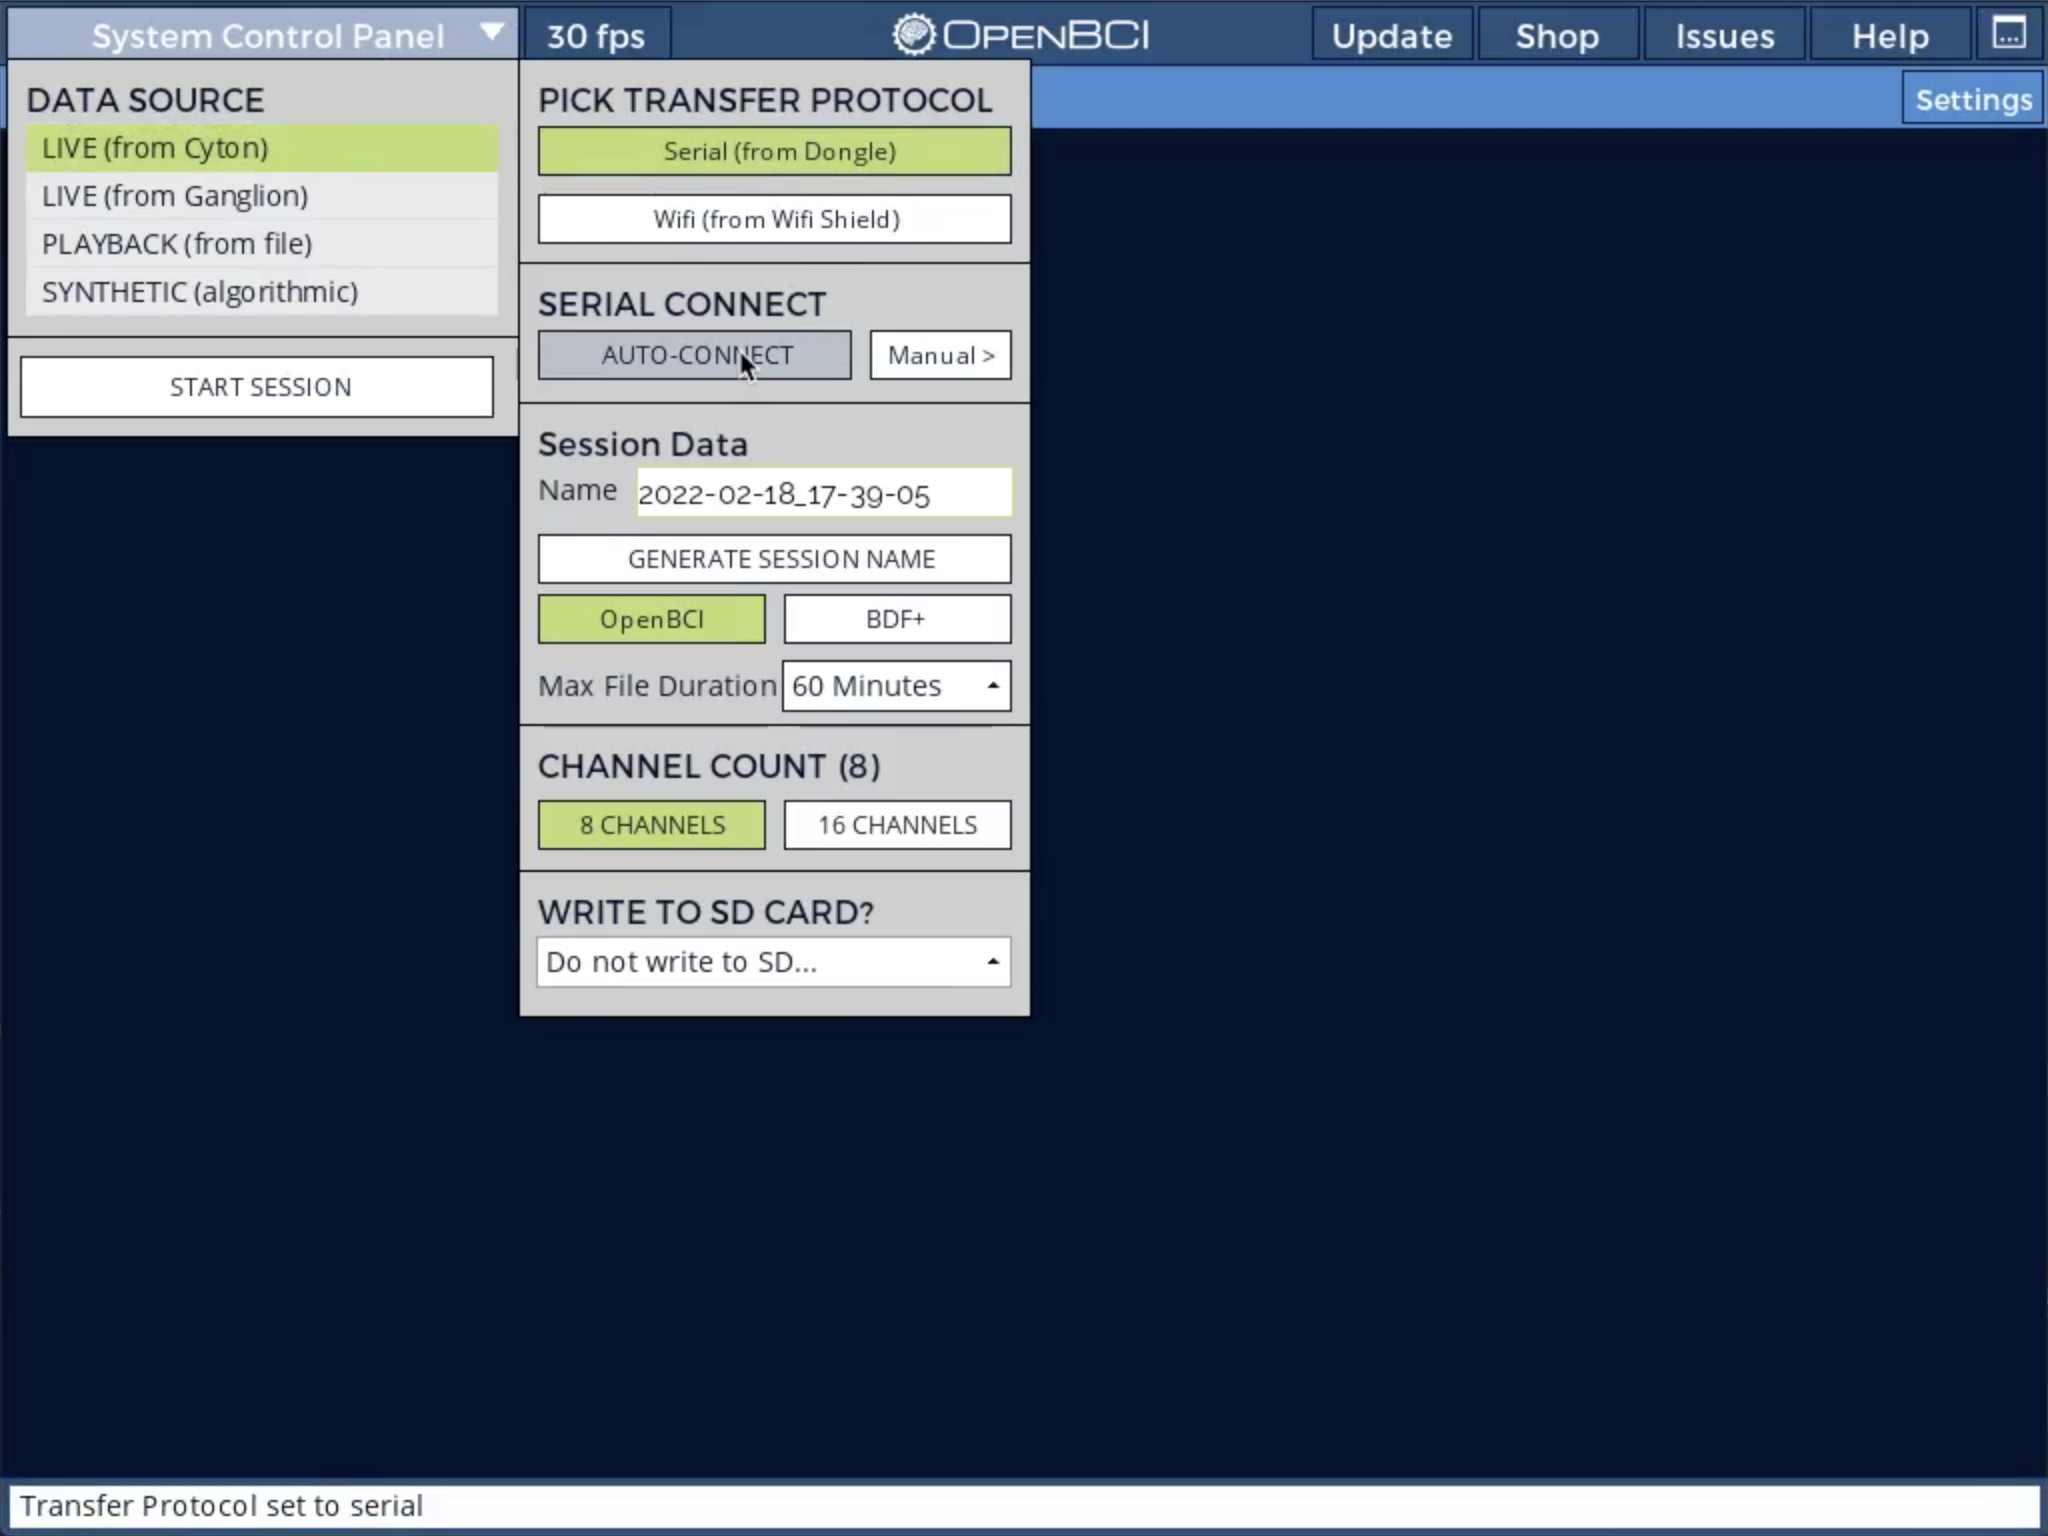 System Control Panel
30 fps
OPENBCI
Update
Shop
Issues
Help
Settings
DATA SOURCE
LIVE (from Cyton)
LIVE (from Ganglion)
PLAYBACK (from file)
SYNTHETIC (algorithmic)
START SESSION
PICK TRANSFER PROTOCOL
Serial (from Dongle)
Wifi (from Wifi Shield)
SERIAL CONNECT
AUTO-CONNECT
Manual >
Session Data
Name 2022-02-18_17-39-05
GENERATE SESSION NAME
OpenBCI
BDF+
Max File Duration 60 Minutes
CHANNEL COUNT (8)
8 CHANNELS
16 CHANNELS
WRITE TO SD CARD?
Do not write to SD...
Transfer Protocol set to serial